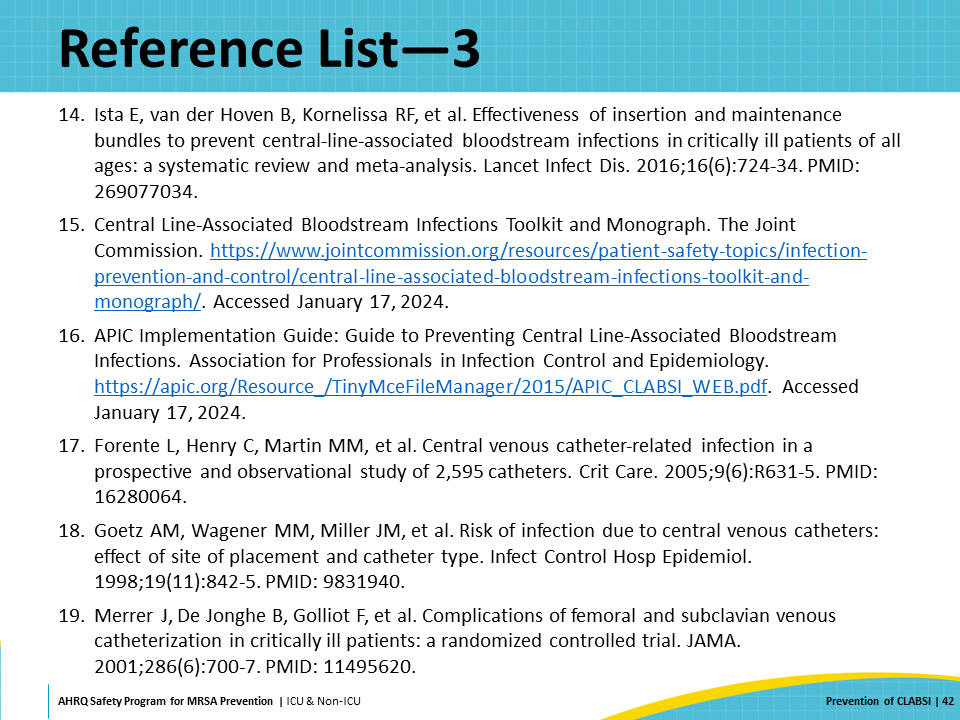 Reference List—3
14. Ista E, van der Hoven B, Kornelissa RF, et al. Effectiveness of insertion and maintenance
bundles to prevent central-line-associated bloodstream infections in critically ill patients of all
ages: a systematic review and meta-analysis. Lancet Infect Dis. 2016;16(6):724-34. PMID:
269077034.
15. Central Line-Associated Bloodstream Infections Toolkit and Monograph. The Joint
Commission. https://www.jointcommission.org/resources/patient-safety-topics/infection-
prevention-and-control/central-line-associated-bloodstream-infections-toolkit-and-
monograph/. Accessed January 17, 2024.
16. APIC Implementation Guide: Guide to Preventing Central Line-Associated Bloodstream
Infections. Association for Professionals in Infection Control and Epidemiology.
https://apic.org/Resource_/TinyMceFileManager/2015/APIC_CLABSI_WEB.pdf. Accessed
January 17, 2024.
17. Forente L, Henry C, Martin MM, et al. Central venous catheter-related infection in a
prospective and observational study of 2,595 catheters. Crit Care. 2005;9(6):R631-5. PMID:
16280064.
18. Goetz AM, Wagener MM, Miller JM, et al. Risk of infection due to central venous catheters:
effect of site of placement and catheter type. Infect Control Hosp Epidemiol.
1998;19(11):842-5. PMID: 9831940.
19. Merrer J, De Jonghe B, Golliot F, et al. Complications of femoral and subclavian venous
catheterization in critically ill patients: a randomized controlled trial. JAMA.
2001;286(6):700-7. PMID: 11495620.
AHRQ Safety Program for MRSA Prevention | ICU & Non-ICU
Prevention of CLABSI | 42